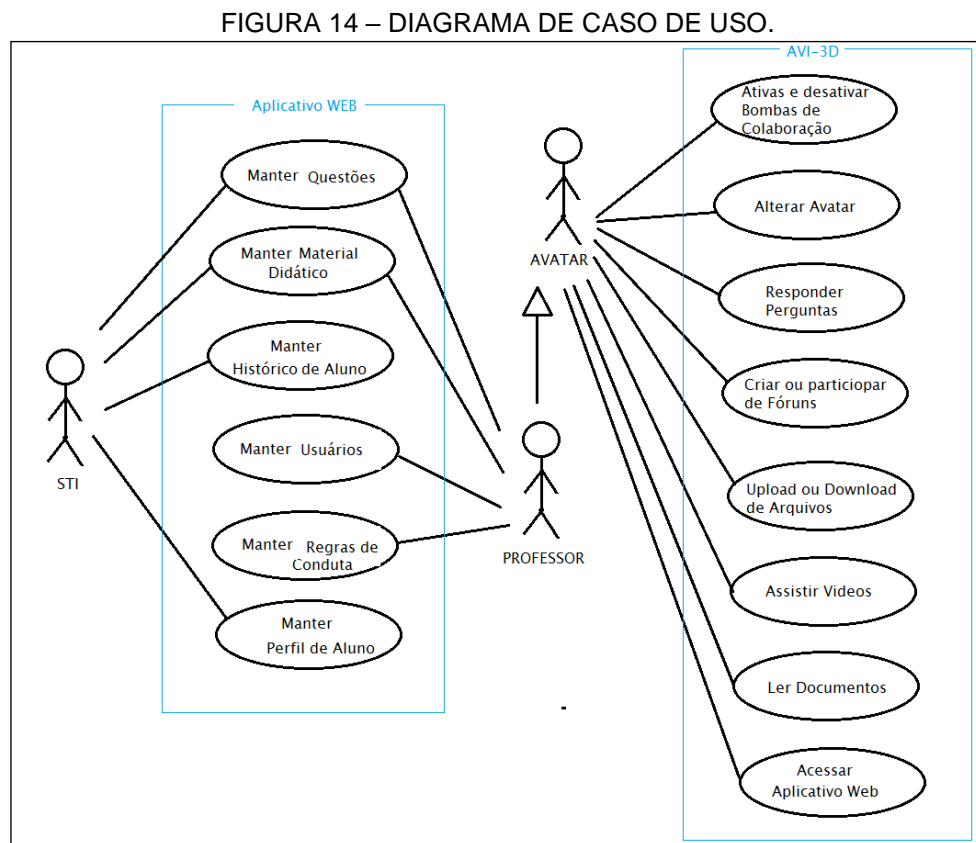 FIGURA 14 – DIAGRAMA DE CASO DE USO.
Aplicativo WEB
Manter Questões
Manter Material
Didático
Manter
Histórico de Aluno
Manter Usuários
Manter Regras de
Conduta
Manter
Perfil de Aluno
STI
AVATAR
PROFESSOR
AVI-3D
Ativas e desativar
Bombas de
Colaboração
Alterar Avatar
Responder
Perguntas
Criar ou particiopar
de Fóruns
Upload ou Download
de Arquivos
Assistir Videos
Ler Documentos
Acessar
Aplicativo Web